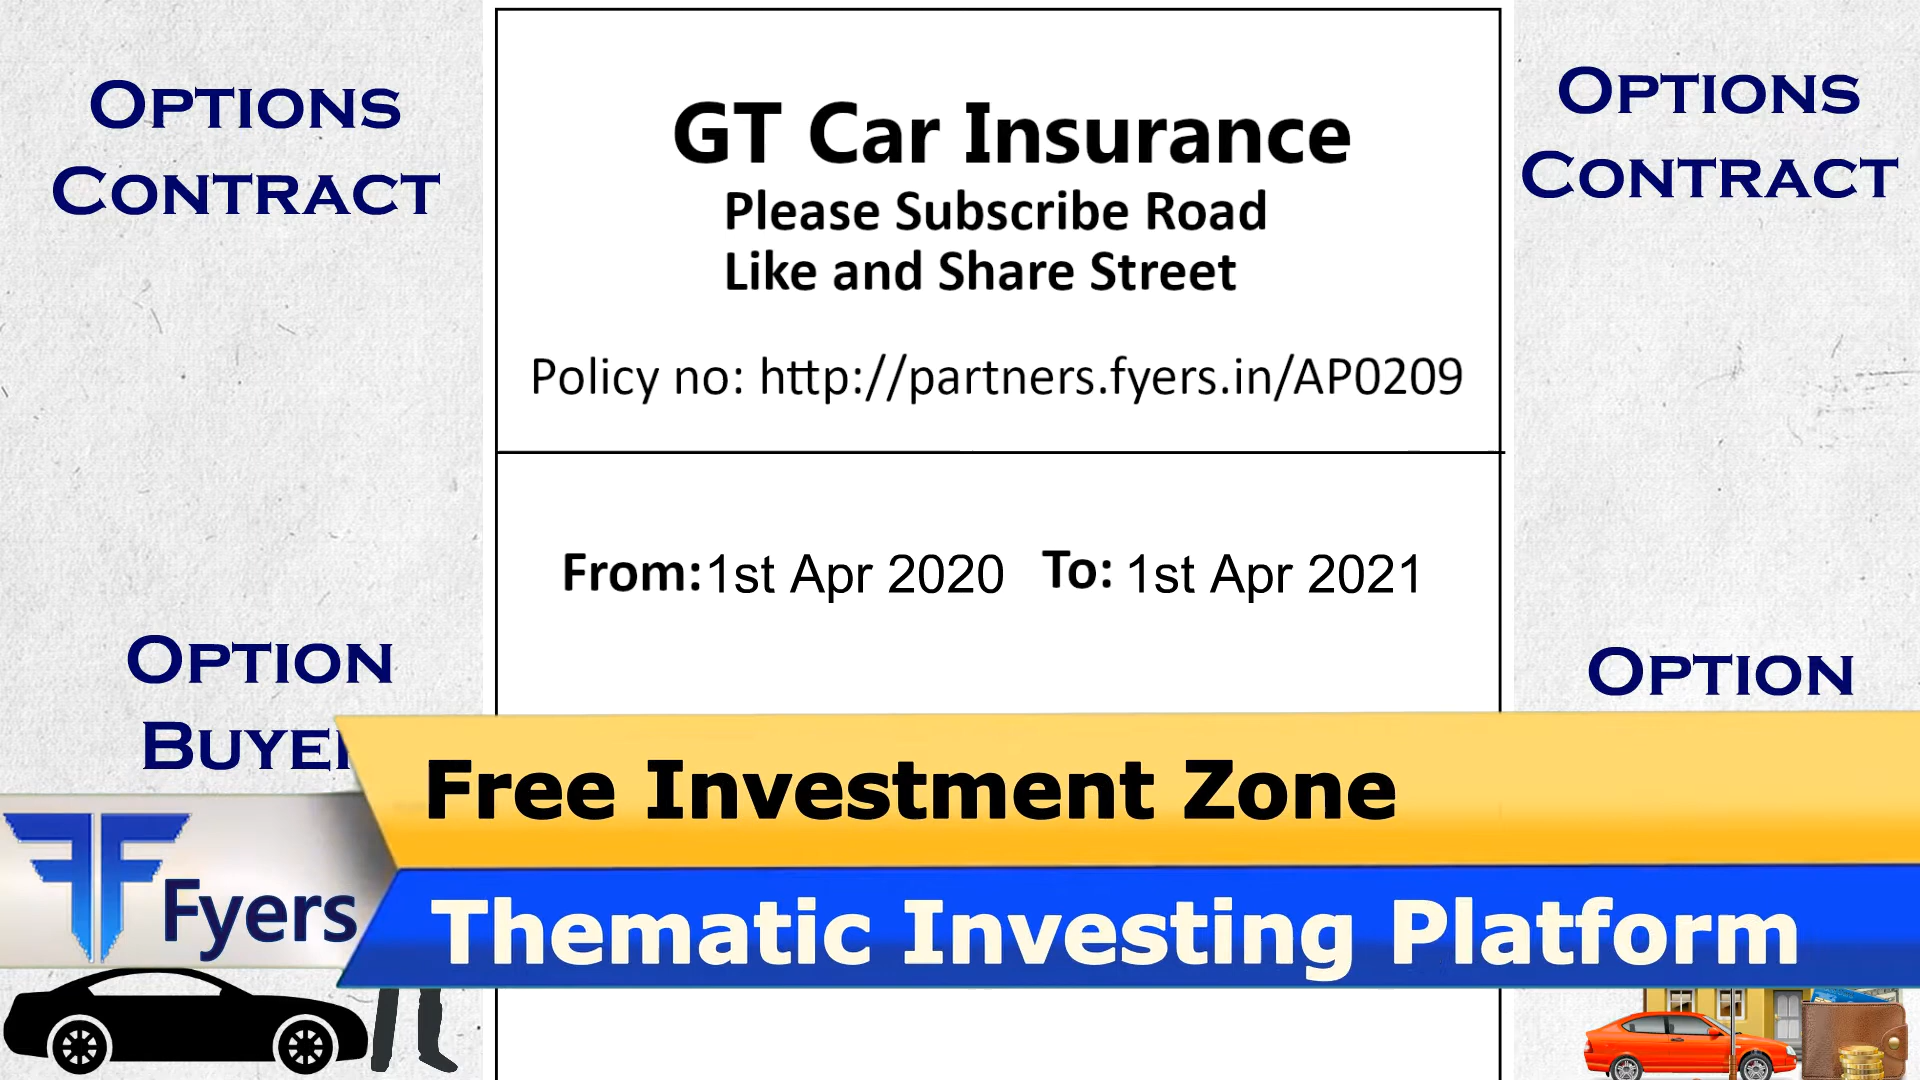 OPTIONS
CONTRACT
GT Car Insurance
Please Subscribe Road
Like and Share Street
Policy no: http://partners.fyers.in/AP0209
OPTIONS
CONTRACT
From: 1st Apr 2020 To: 1st Apr 2021
OPTION
OPTION
Free Investment Zone
Fyers
Thematic Investing Platform